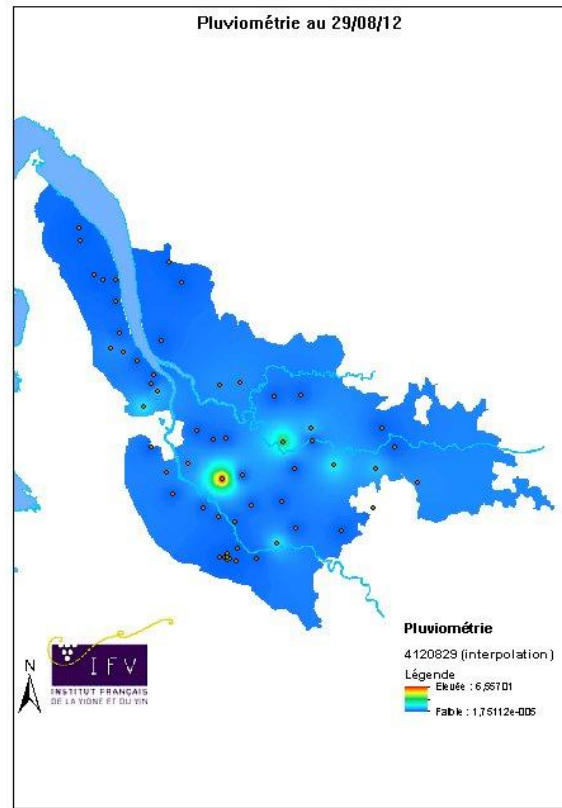 Pluviométrie au 29/08/12
Pluviométrie
4120829 (interpolation)
Légende
Elevée : 6,65701
Faible : 1,75112e-005
N
IFV
INSTITUT FRANÇAIS
DE LA VIGNE ET DU VIN